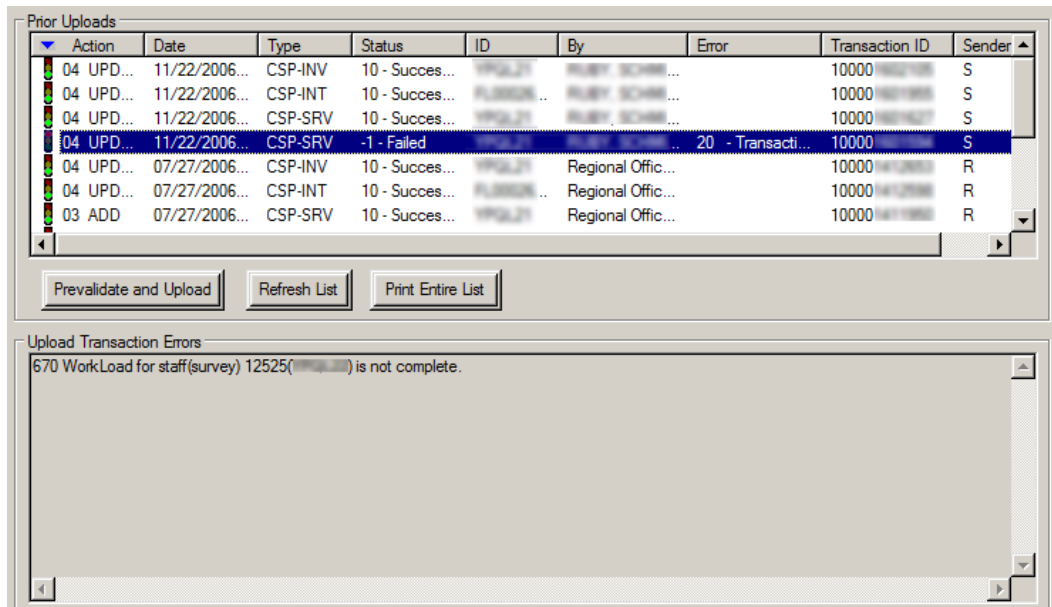 Prior Uploads
Action Date Type Status ID By Error Transaction ID Sender
04 UPD... 11/22/2006... CSP-INV 10 - Succes... ... 10000 S
04 UPD... 11/22/2006... CSP-INT 10 - Succes... ... ... 10000 S
04 UPD... 11/22/2006... CSP-SRV 10 - Succes... ... 10000 S
04 UPD... 11/22/2006... CSP-SRV -1 - Failed ... 20 - Transacti... 10000 S
04 UPD... 07/27/2006... CSP-INV 10 - Succes... Regional Offic... 10000 R
04 UPD... 07/27/2006... CSP-INT 10 - Succes... ... Regional Offic... 10000 R
03 ADD 07/27/2006... CSP-SRV 10 - Succes... Regional Offic... 10000 R
Prevalidate and Upload Refresh List Print Entire List
Upload Transaction Errors
670 WorkLoad for staff(survey) 12525( ) is not complete.